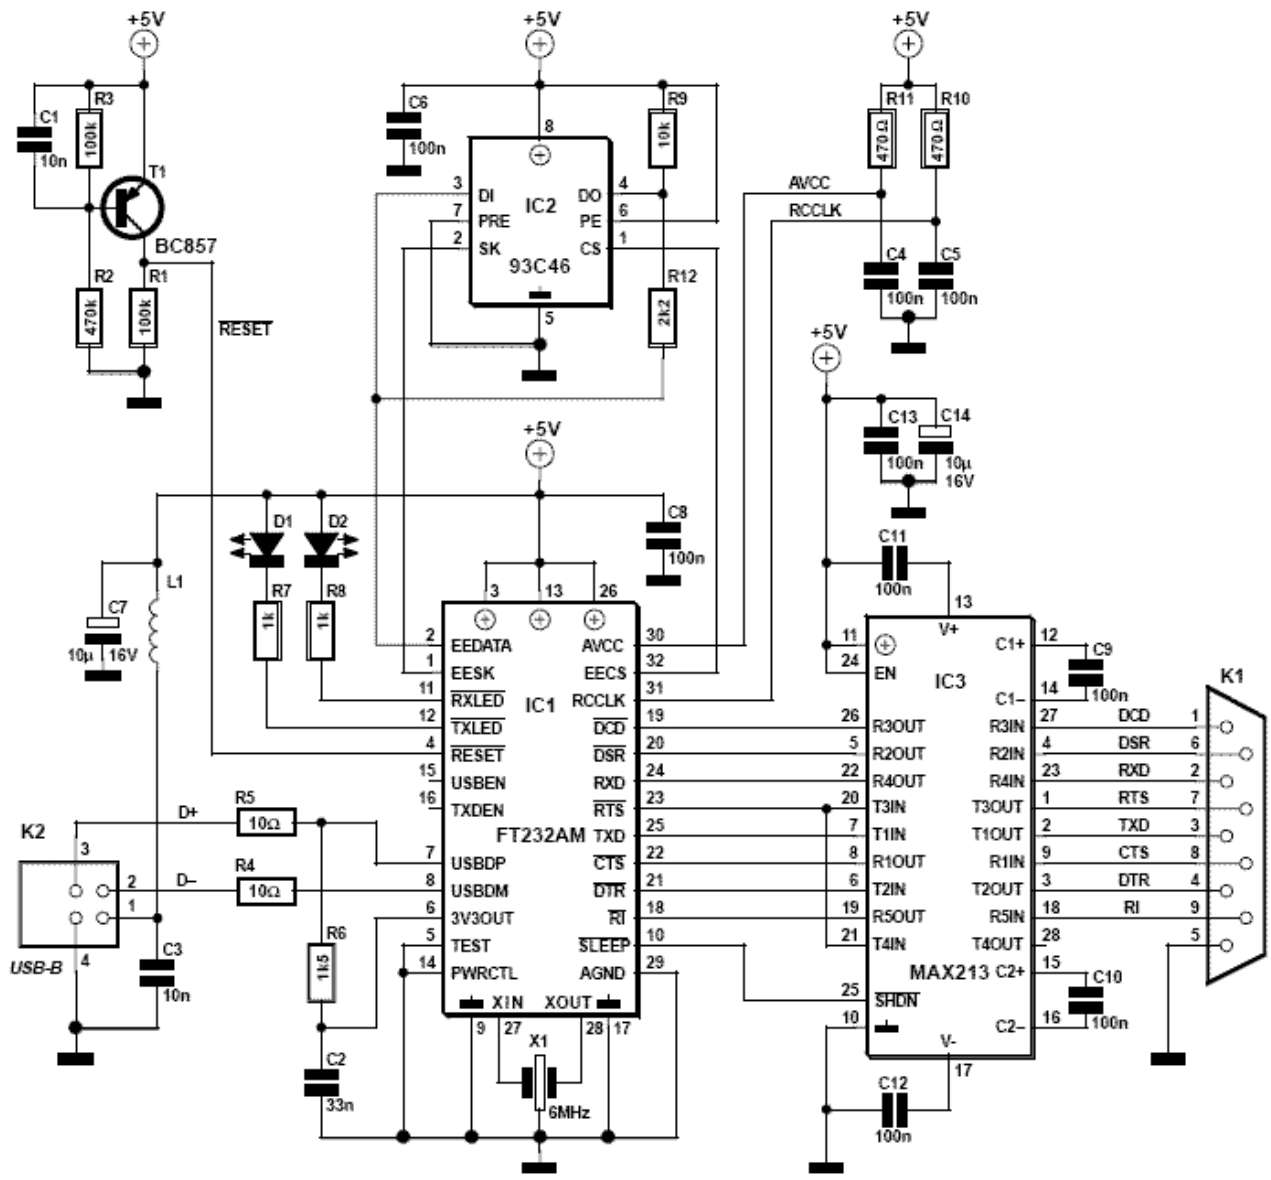 +5V
+5V
+5V
C1
10n
R3
100k
T1
BC857
R2
470k
R1
100k
RESET
C6
100n
8
R9
10k
3
DI
IC2
DO
4
7
PRE
PE
6
2
SK
CS
1
93C46
5
R12
2k2
R11
470Ω
R10
470Ω
AVCC
RCCLK
C4
100n
C5
100n
+5V
C13
100n
C14
10µ
16V
+5V
D1
D2
C8
100n
L1
C7
10µ 16V
R7
1k
R8
1k
3
13
26
2
EEDATA
AVCC
30
1
EESK
EECS
32
11
RXLED
IC1
RCCLK
31
12
TXLED
DCD
19
4
RESET
DSR
20
15
USBEN
RXD
24
16
TXDEN
RTS
23
FT232AM
TXD
25
7
USBDP
CTS
22
8
USBDM
DTR
21
6
3V3OUT
RI
18
5
TEST
SLEEP
10
14
PWRCTL
AGND
29
XIN
XOUT
9
27
28
17
X1
6MHz
K2
3
2
1
4
USB-B
D+
D–
R5
10Ω
R4
10Ω
C3
10n
R6
1k5
C2
33n
C11
100n
13
V+
11
C1+
12
24
EN
IC3
C9
100n
C1–
14
26
R3OUT
R3IN
27
DCD
1
5
R2OUT
R2IN
4
DSR
6
22
R4OUT
R4IN
23
RXD
2
20
T3IN
T3OUT
1
RTS
7
7
T1IN
T1OUT
2
TXD
3
8
R1OUT
R1IN
9
CTS
8
6
T2IN
T2OUT
3
DTR
4
19
R5OUT
R5IN
18
RI
9
21
T4IN
T4OUT
28
5
MAX213
C2+
15
25
SHDN
C10
100n
10
C2–
16
V-
17
C12
100n
K1